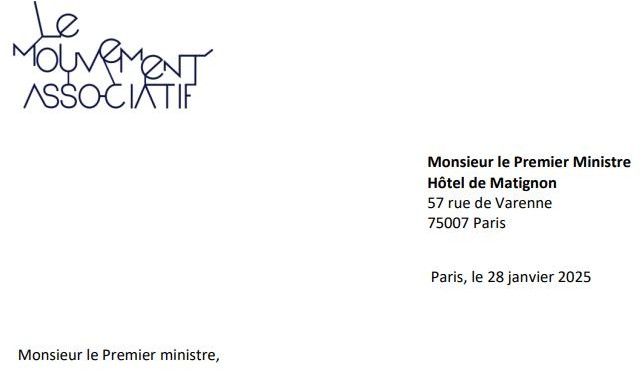 Le
Mouvement
Associatif
Monsieur le Premier Ministre
Hôtel de Matignon
57 rue de Varenne
75007 Paris
Paris, le 28 janvier 2025
Monsieur le Premier ministre,